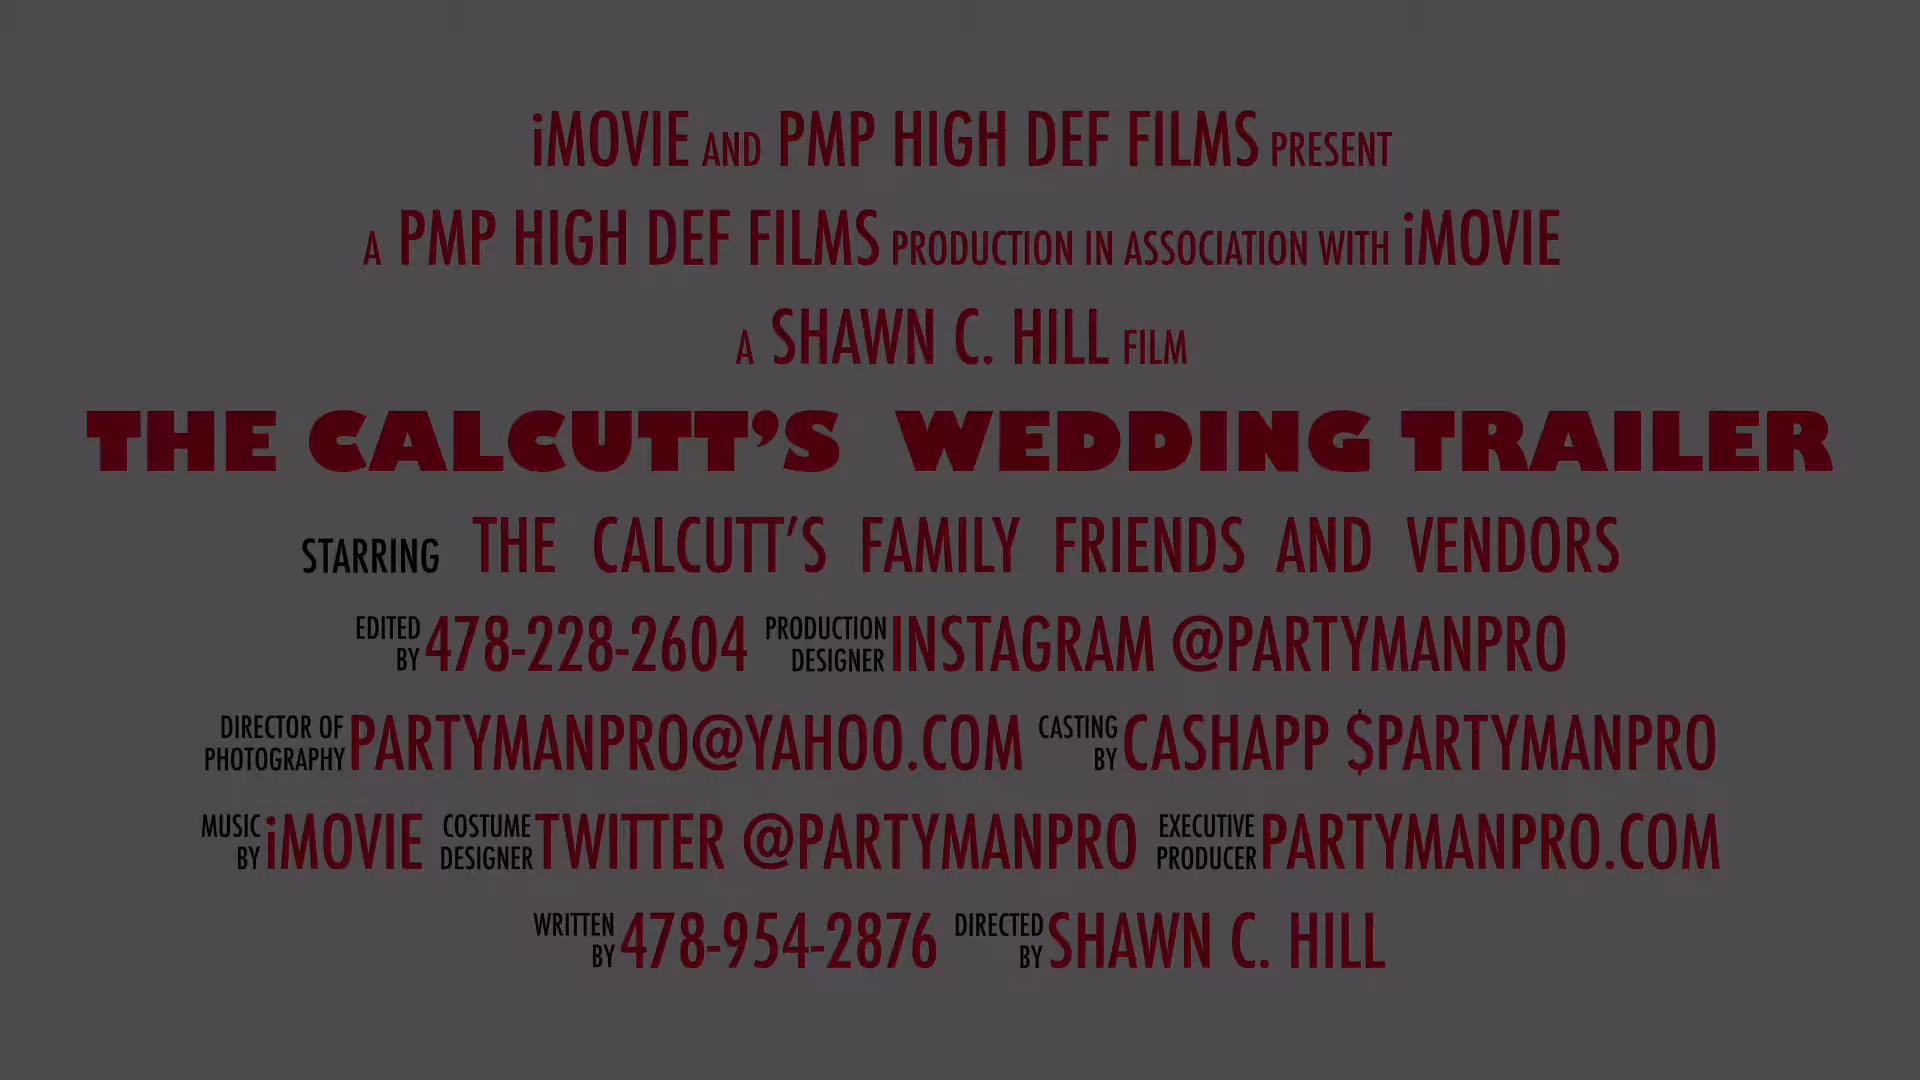 iMOVIE AND PMP HIGH DEF FILMS PRESENT
A PMP HIGH DEF FILMS PRODUCTION IN ASSOCIATION WITH iMOVIE
A SHAWN C. HILL FILM
THE CALCUTT'S WEDDING TRAILER
STARRING THE CALCUTT'S FAMILY FRIENDS AND VENDORS
EDITED BY 478-228-2604 PRODUCTION DESIGNER INSTAGRAM @PARTYMANPRO
DIRECTOR OF PHOTOGRAPHY PARTYMANPRO@YAHOO.COM CASTING BY CASHAPP $PARTYMANPRO
MUSIC BY iMOVIE COSTUME DESIGNER TWITTER @PARTYMANPRO EXECUTIVE PRODUCER PARTYMANPRO.COM
WRITTEN BY 478-954-2876 DIRECTED BY SHAWN C. HILL